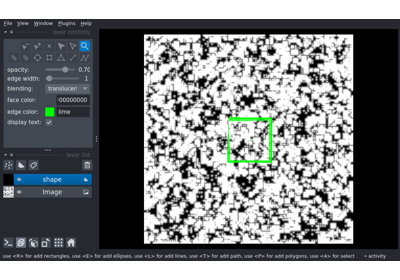 File View Window Plugins Help
layer controls
opacity: 0.70
edge width: 1
blending: translucen
face color: 00000000
edge color: lime
display text:
layer list
shape
Image
use <R> for add rectangles, use <E> for add ellipses, use <L> for add lines, use <T> for add path, use <P> for add polygons, use <4> for select
activity